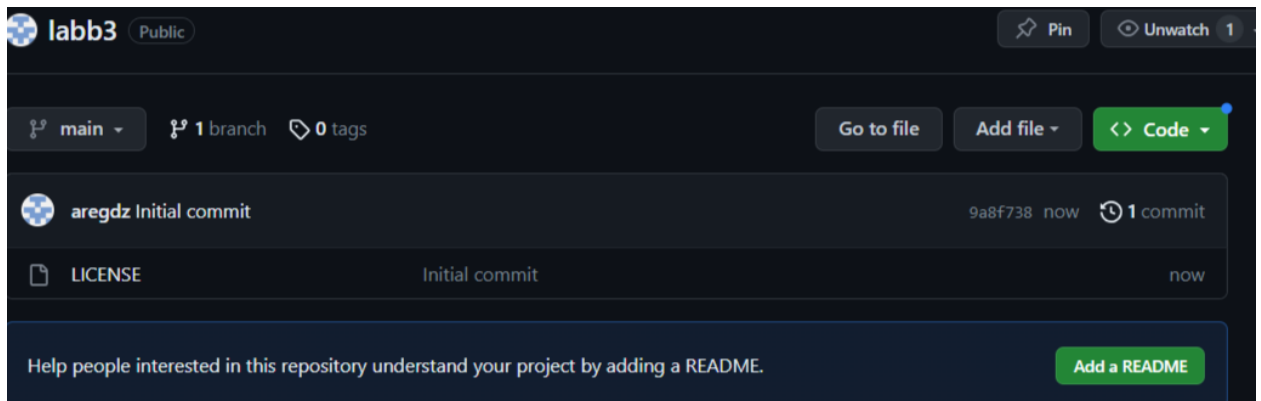 labb3 Public Pin Unwatch 1
main 1 branch 0 tags Go to file Add file <> Code
aregdz Initial commit 9a8f738 now 1 commit
LICENSE Initial commit now
Help people interested in this repository understand your project by adding a README. Add a README